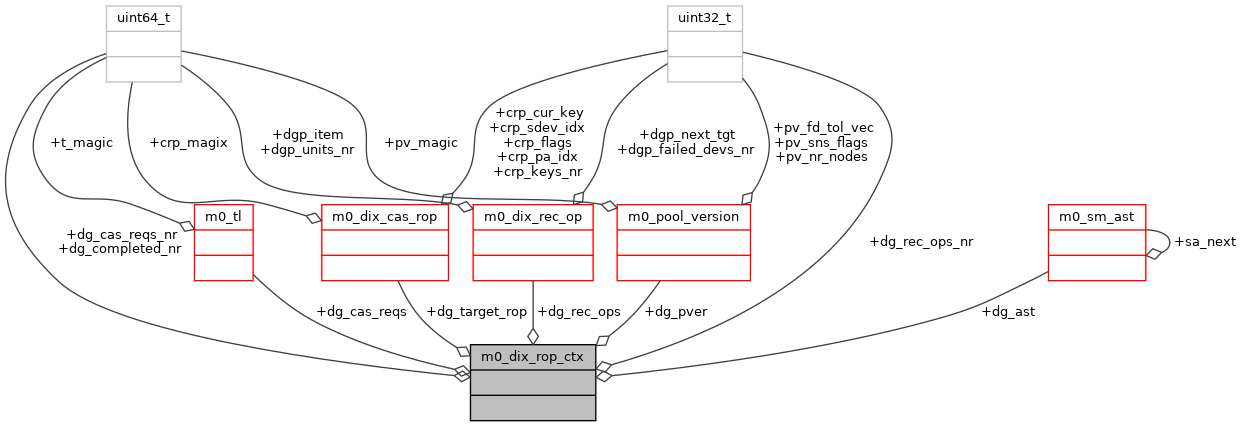 uint64_t
uint32_t
+crp_cur_key
+crp_sdev_idx
+crp_flags
+crp_pa_idx
+crp_keys_nr
+t_magic
+crp_magix
+dgp_item
+dgp_units_nr
+pv_magic
+dgp_next_tgt
+dgp_failed_devs_nr
+pv_fd_tol_vec
+pv_sns_flags
+pv_nr_nodes
m0_tl
m0_dix_cas_rop
m0_dix_rec_op
m0_pool_version
m0_sm_ast
+dg_cas_reqs_nr
+dg_completed_nr
+dg_rec_ops_nr
+sa_next
+dg_cas_reqs
+dg_target_rop
+dg_rec_ops
+dg_pver
+dg_ast
m0_dix_rop_ctx